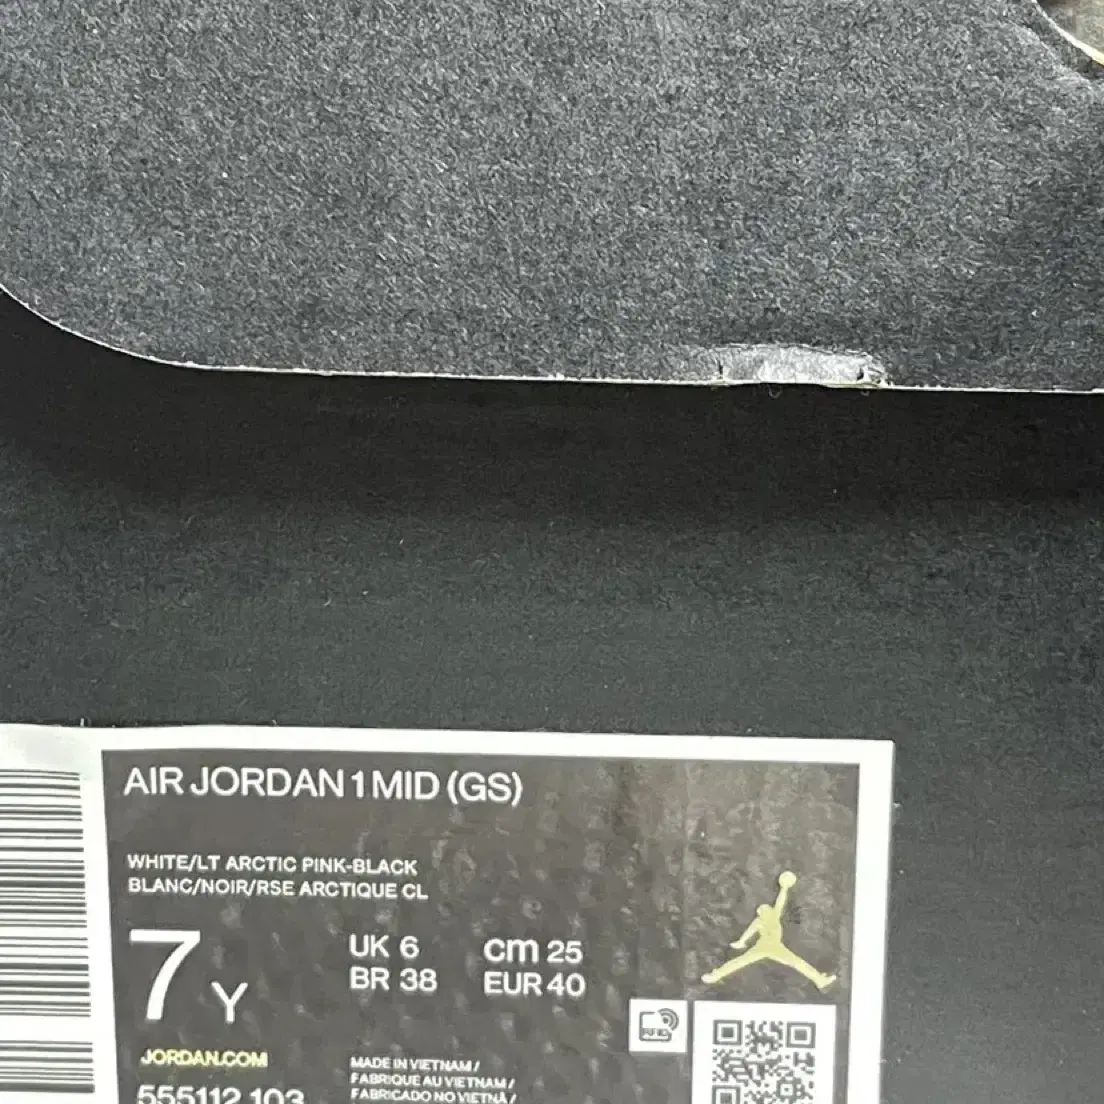 AIR JORDAN 1 MID (GS)
WHITE/LT ARCTIC PINK-BLACK
BLANC/NOIR/RSE ARCTIQUE CL
7 Y
UK 6 cm 25
BR 38 EUR 40
RFID
JORDAN.COM
555112 103
MADE IN VIETNAM /
FABRIQUE AU VIETNAM /
FABRICADO NO VIETNÃ /